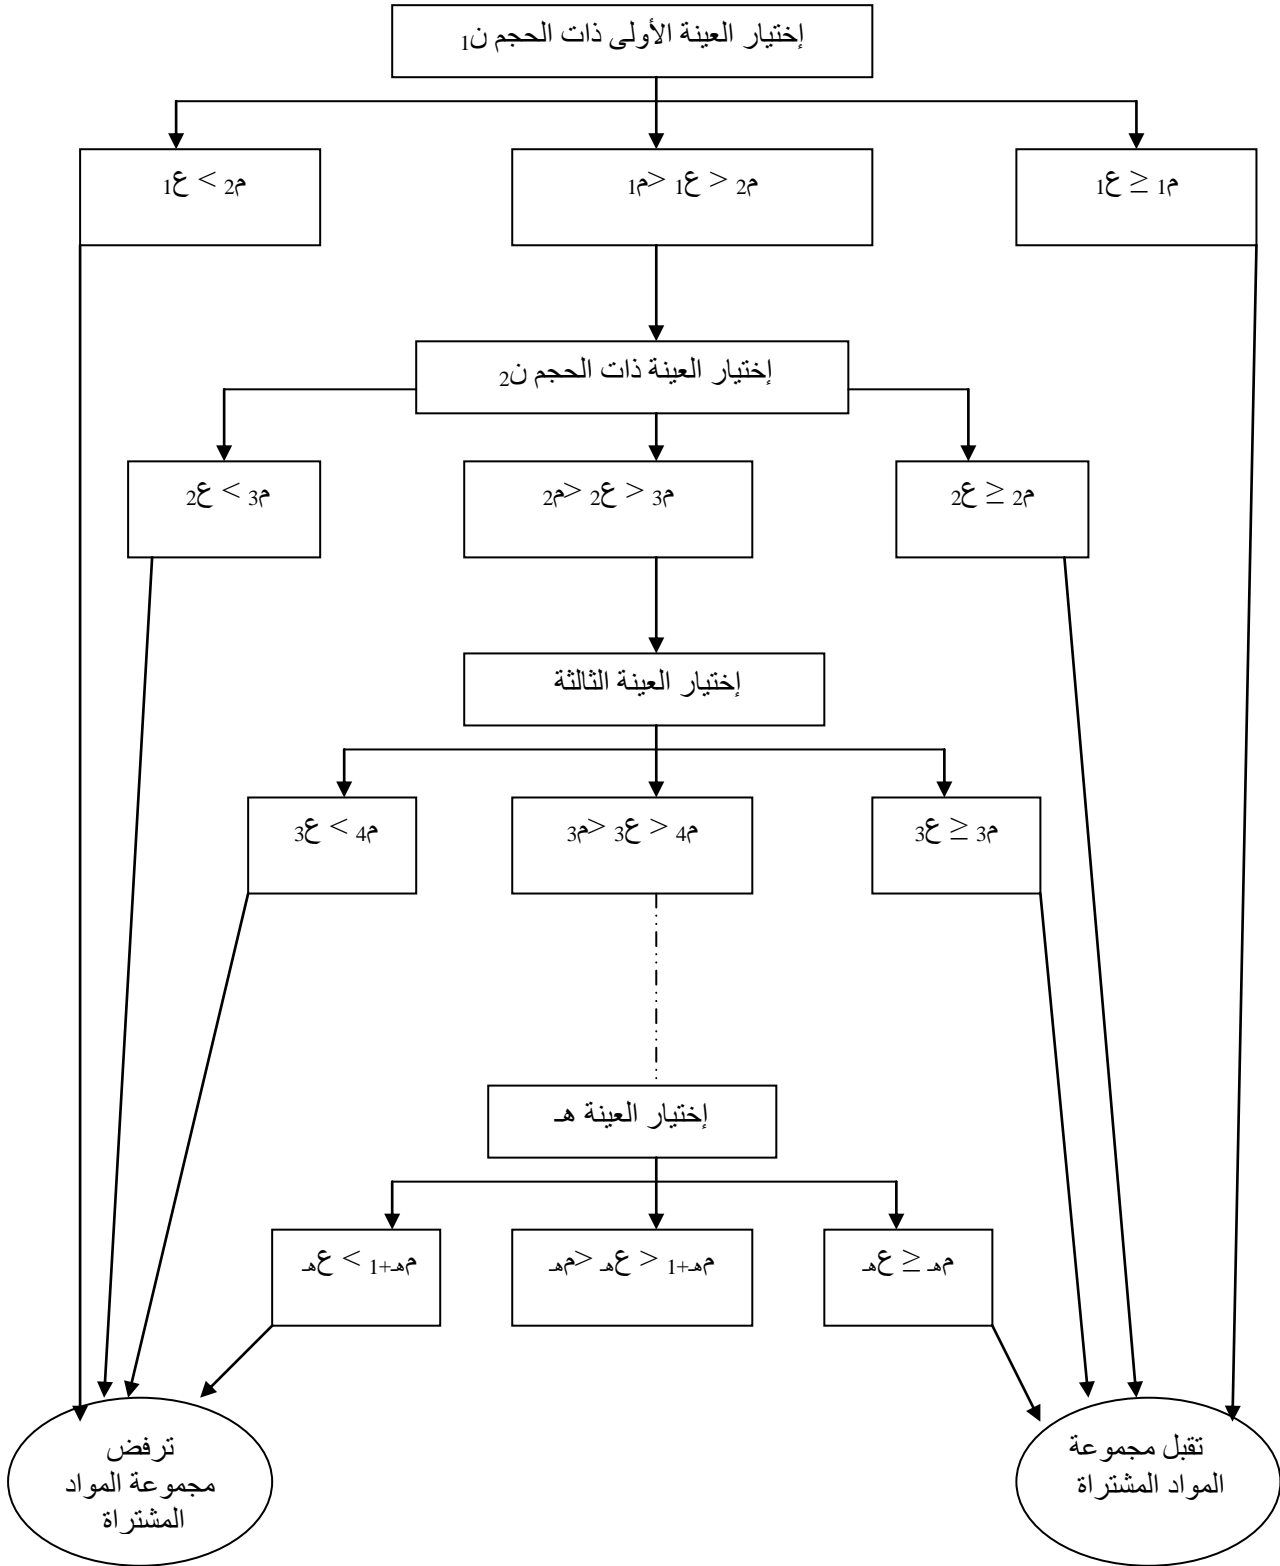 إختيار العينة الأولى ذات الحجم ن1
م1 ≤ ع1
م2 < ع1 <م1
م2 > ع1
إختيار العينة ذات الحجم ن2
م2 ≤ ع2
م3 < ع2 <م2
م3 > ع2
إختيار العينة الثالثة
م3 ≤ ع3
م4 < ع3 <م3
م4 > ع3
إختيار العينة هـ
مهـ ≤ عهـ
مهـ+1 < عهـ <مهـ
مهـ+1 > عهـ
تقبل مجموعة
المواد المشتراة
ترفض
مجموعة المواد
المشتراة